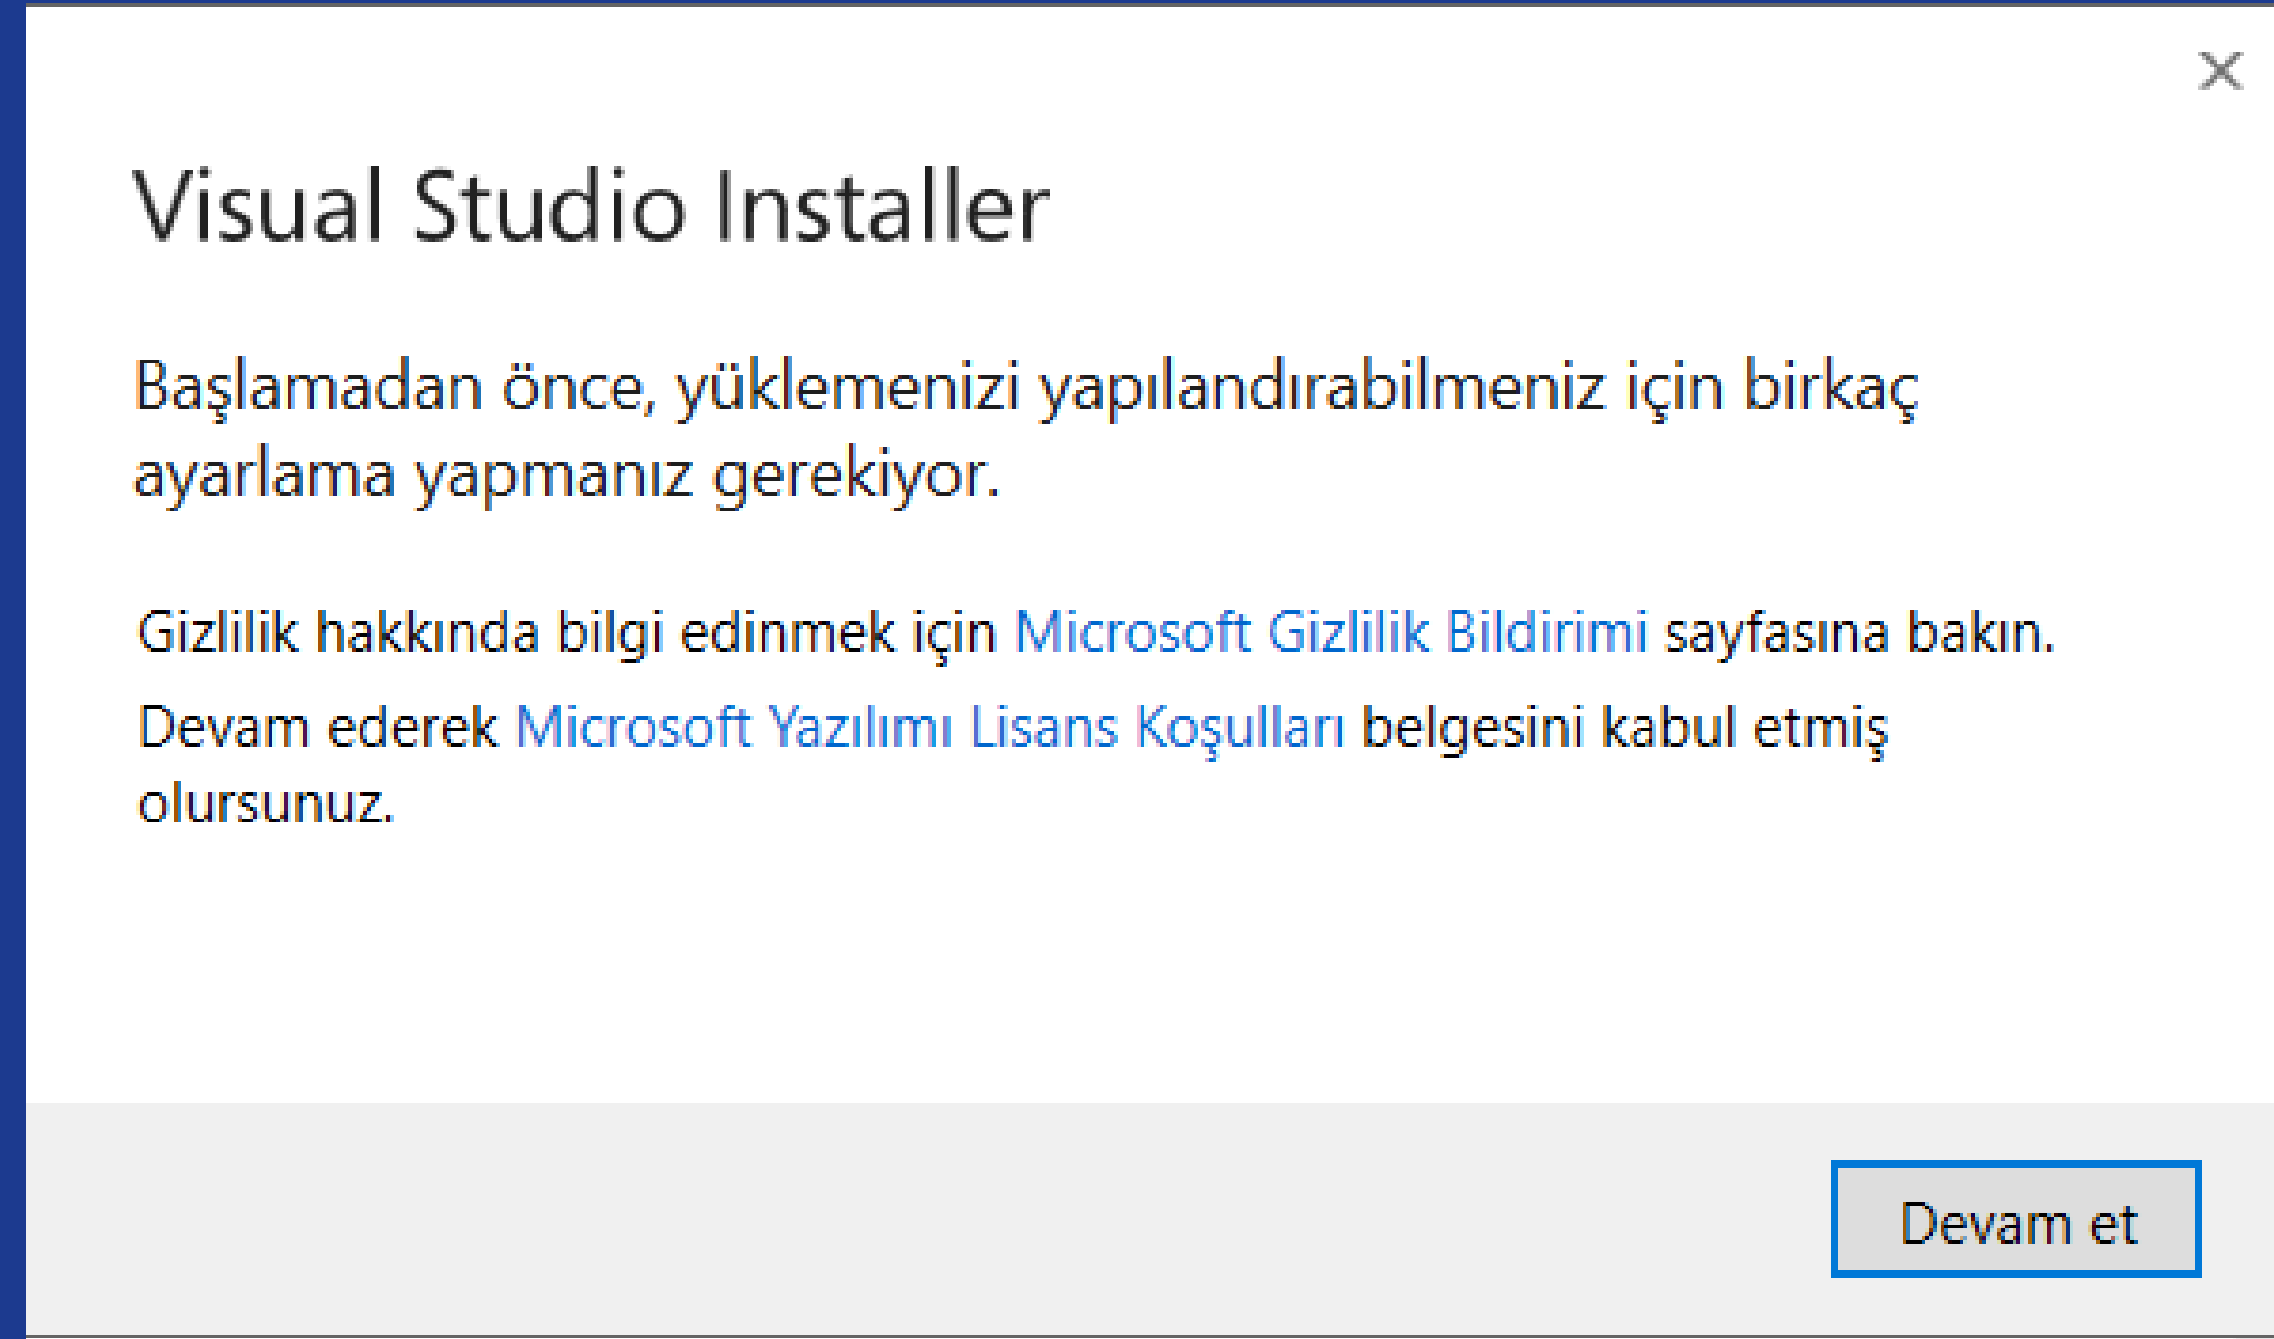 Visual Studio Installer
Başlamadan önce, yüklemenizi yapılandırabilmeniz için birkaç
ayarlama yapmanız gerekiyor.
Gizlilik hakkında bilgi edinmek için Microsoft Gizlilik Bildirimi sayfasına bakın.
Devam ederek Microsoft Yazılımı Lisans Koşulları belgesini kabul etmiş
olursunuz.
Devam et